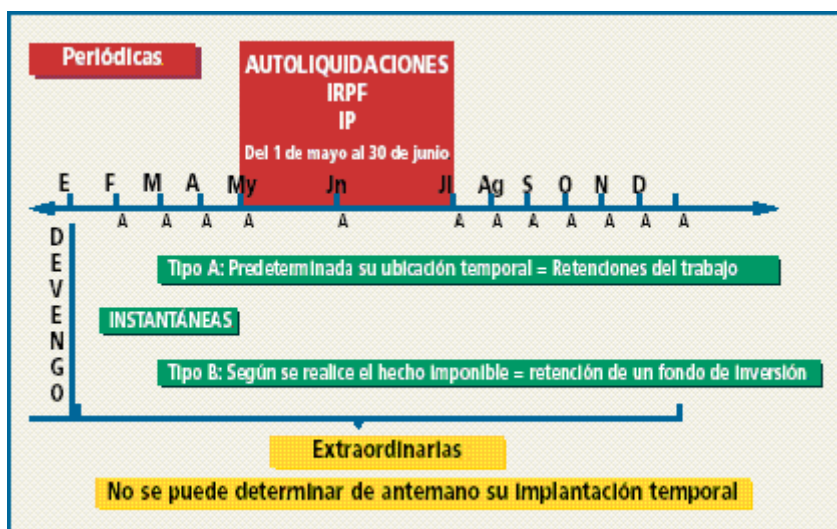 Periódicas
AUTOLIQUIDACIONES
IRPF
IP
Del 1 de mayo al 30 de junio
E F M A My Jn Jl Ag S O N D
A A A A A A A A A A A A
DEVENGO
Tipo A: Predeterminada su ubicación temporal = Retenciones del trabajo
INSTANTÁNEAS
Tipo B: Según se realice el hecho imponible = retención de un fondo de inversión
Extraordinarias
No se puede determinar de antemano su implantación temporal